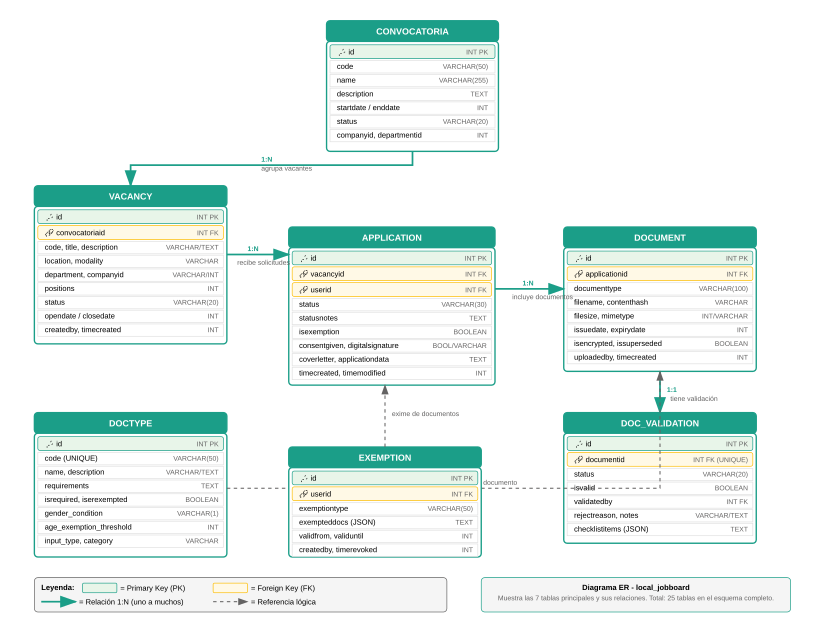 CONVOCATORIA
id INT PK
code VARCHAR(50)
name VARCHAR(255)
description TEXT
startdate / enddate INT
status VARCHAR(20)
companyid, departmentid INT
1:N
agrupa vacantes
VACANCY
id INT PK
convocatoriaid INT FK
code, title, description VARCHAR/TEXT
location, modality VARCHAR
department, companyid VARCHAR/INT
positions INT
status VARCHAR(20)
opendate / closedate INT
createdby, timecreated INT
1:N
recibe solicitudes
APPLICATION
id INT PK
vacancyid INT FK
userid INT FK
status VARCHAR(30)
statusnotes TEXT
isexemption BOOLEAN
consentgiven, digitalsignature BOOL/VARCHAR
coverletter, applicationdata TEXT
timecreated, timemodified INT
1:N
incluye documentos
DOCUMENT
id INT PK
applicationid INT FK
documenttype VARCHAR(100)
filename, contenthash VARCHAR
filesize, mimetype INT/VARCHAR
issuedate, expirydate INT
isencrypted, issuperseded BOOLEAN
uploadedby, timecreated INT
1:1
tiene validación
exime de documentos
DOCTYPE
id INT PK
code (UNIQUE) VARCHAR(50)
name, description VARCHAR/TEXT
requirements TEXT
isrequired, iserexempted BOOLEAN
gender_condition VARCHAR(1)
age_exemption_threshold INT
input_type, category VARCHAR
EXEMPTION
id INT PK
userid INT FK
exemptiontype VARCHAR(50)
exempteddocs (JSON) TEXT
validfrom, validuntil INT
createdby, timerevoked INT
documento
DOC_VALIDATION
id INT PK
documentid INT FK (UNIQUE)
status VARCHAR(20)
isvalid BOOLEAN
validatedby INT FK
rejectreason, notes VARCHAR/TEXT
checklistitems (JSON) TEXT
Leyenda: = Primary Key (PK) = Foreign Key (FK)
= Relación 1:N (uno a muchos) = Referencia lógica
Diagrama ER - local_jobboard
Muestra las 7 tablas principales y sus relaciones. Total: 25 tablas en el esquema completo.